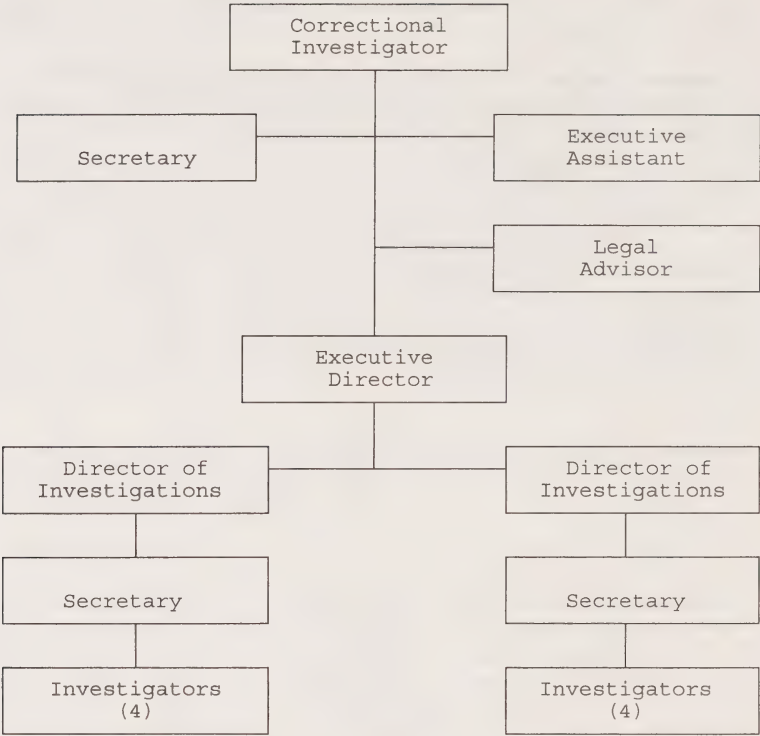 Correctional
Investigator
Secretary
Executive
Assistant
Legal
Advisor
Executive
Director
Director of
Investigations
Director of
Investigations
Secretary
Secretary
Investigators
(4)
Investigators
(4)